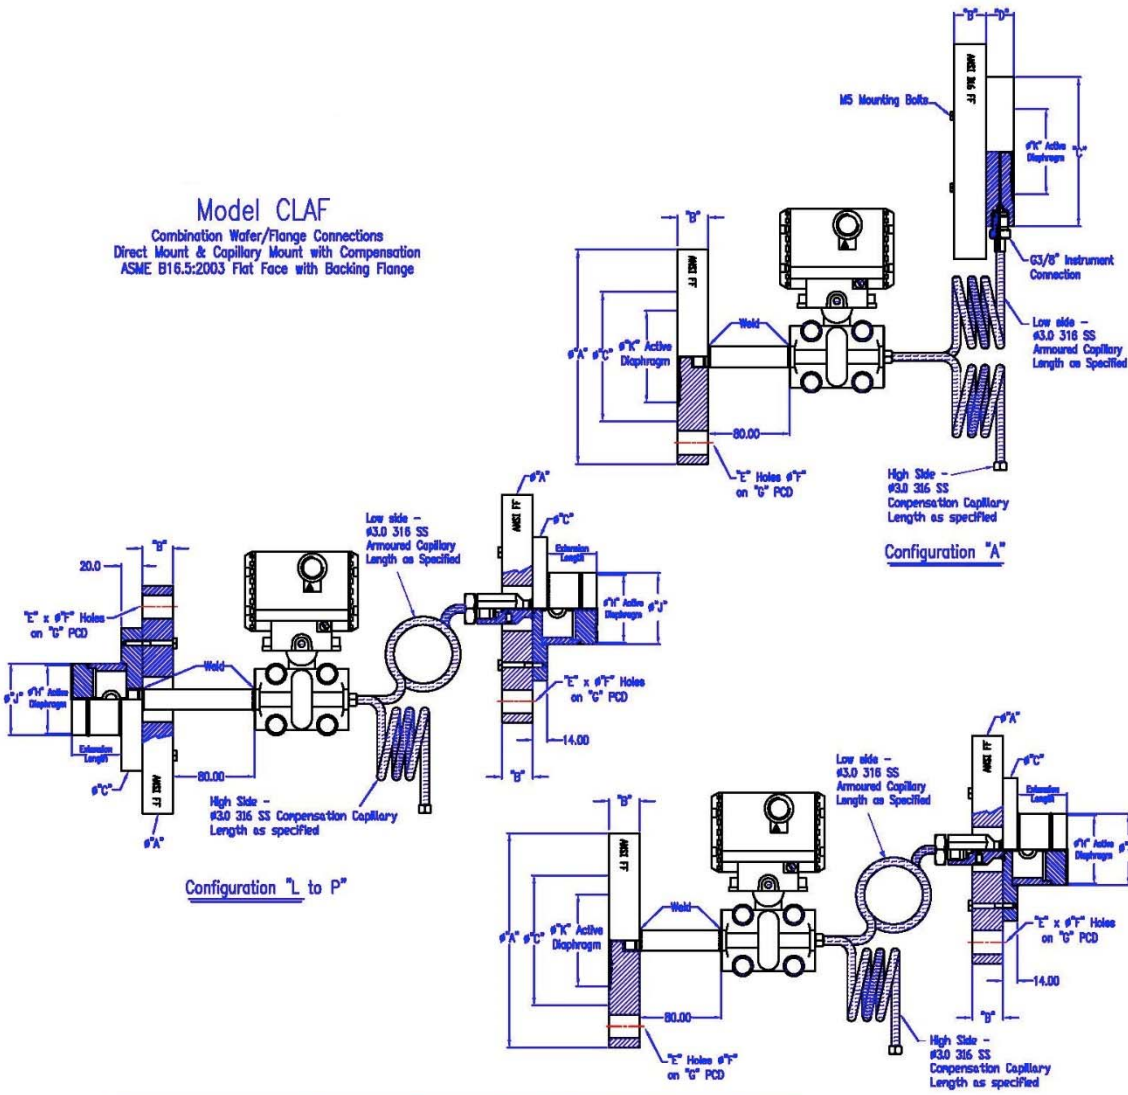 Model CLAF
Combination Wafer/Flange Connections
Direct Mount & Capillary Mount with Compensation
ASME B16.5:2003 Flat Face with Backing Flange
"B"
"D"
ANSI 316 FF
M5 Mounting Bolts
ø"K" Active
Diaphragm
"C"
G3/8" Instrument
Connection
Low side -
ø3.0 316 SS
Armoured Capillary
Length as Specified
"B"
ANSI FF
ø"A"
ø"C"
ø"K" Active
Diaphragm
Weld
80.00
"E" Holes ø"F"
on "G" PCD
High Side -
ø3.0 316 SS
Compensation Capillary
Length as specified
Configuration "A"
ø"A"
Low side -
ø3.0 316 SS
Armoured Capillary
Length as Specified
ANSI FF
ø"C"
Extension
Length
ø"H" Active
Diaphragm
ø"J"
"E" x ø"F" Holes
on "G" PCD
14.00
"B"
20.0
"B"
"E" x ø"F" Holes
on "G" PCD
Weld
ø"J"
ø"H" Active
Diaphragm
Extension
Length
80.00
ø"C"
ANSI FF
ø"A"
High Side -
ø3.0 316 SS Compensation Capillary
Length as specified
Configuration "L to P"
ø"A"
Low side -
ø3.0 316 SS
Armoured Capillary
Length as Specified
ANSI FF
ø"C"
Extension
Length
ø"H" Active
Diaphragm
"E" x ø"F" Holes
on "G" PCD
14.00
"B"
"B"
ANSI FF
ø"A"
ø"C"
ø"K" Active
Diaphragm
Weld
80.00
"E" Holes ø"F"
on "G" PCD
High Side -
ø3.0 316 SS
Compensation Capillary
Length as specified